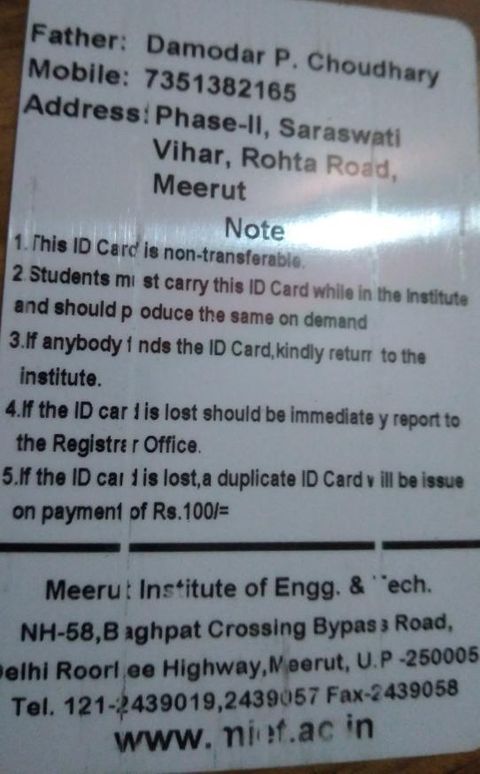 Father: Damodar P. Choudhary
Mobile: 7351382165
Address: Phase-II, Saraswati
Vihar, Rohta Road,
Meerut
Note
1.This ID Card is non-transferable.
2 Students must carry this ID Card while in the Institute
and should produce the same on demand
3.If anybody finds the ID Card,kindly return to the
institute.
4.If the ID card is lost should be immediately report to
the Registrar Office.
5.If the ID card is lost,a duplicate ID Card will be issue
on payment of Rs.100/=
Meerut Institute of Engg. & Tech.
NH-58,Baghpat Crossing Bypass Road,
Delhi Roorkee Highway,Meerut, U.P -250005
Tel. 121-2439019,2439057 Fax-2439058
www. miet.ac in